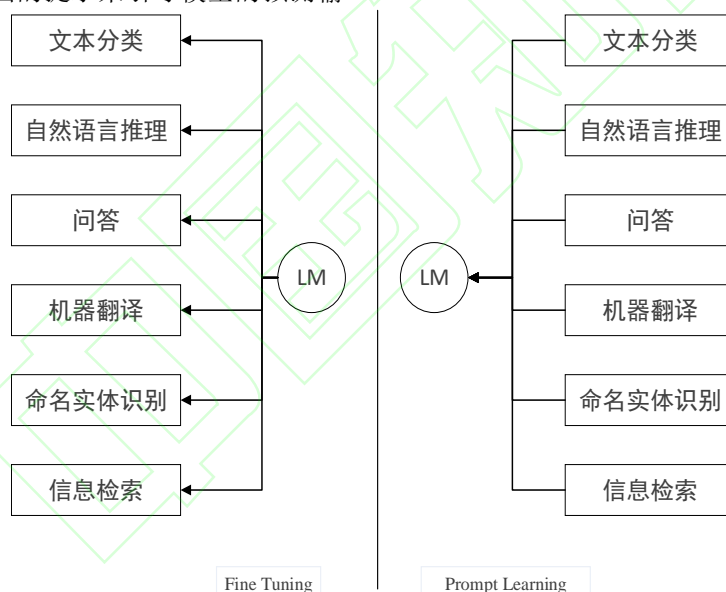 文本分类
自然语言推理
问答
LM
机器翻译
命名实体识别
信息检索
Fine Tuning
文本分类
自然语言推理
问答
LM
机器翻译
命名实体识别
信息检索
Prompt Learning